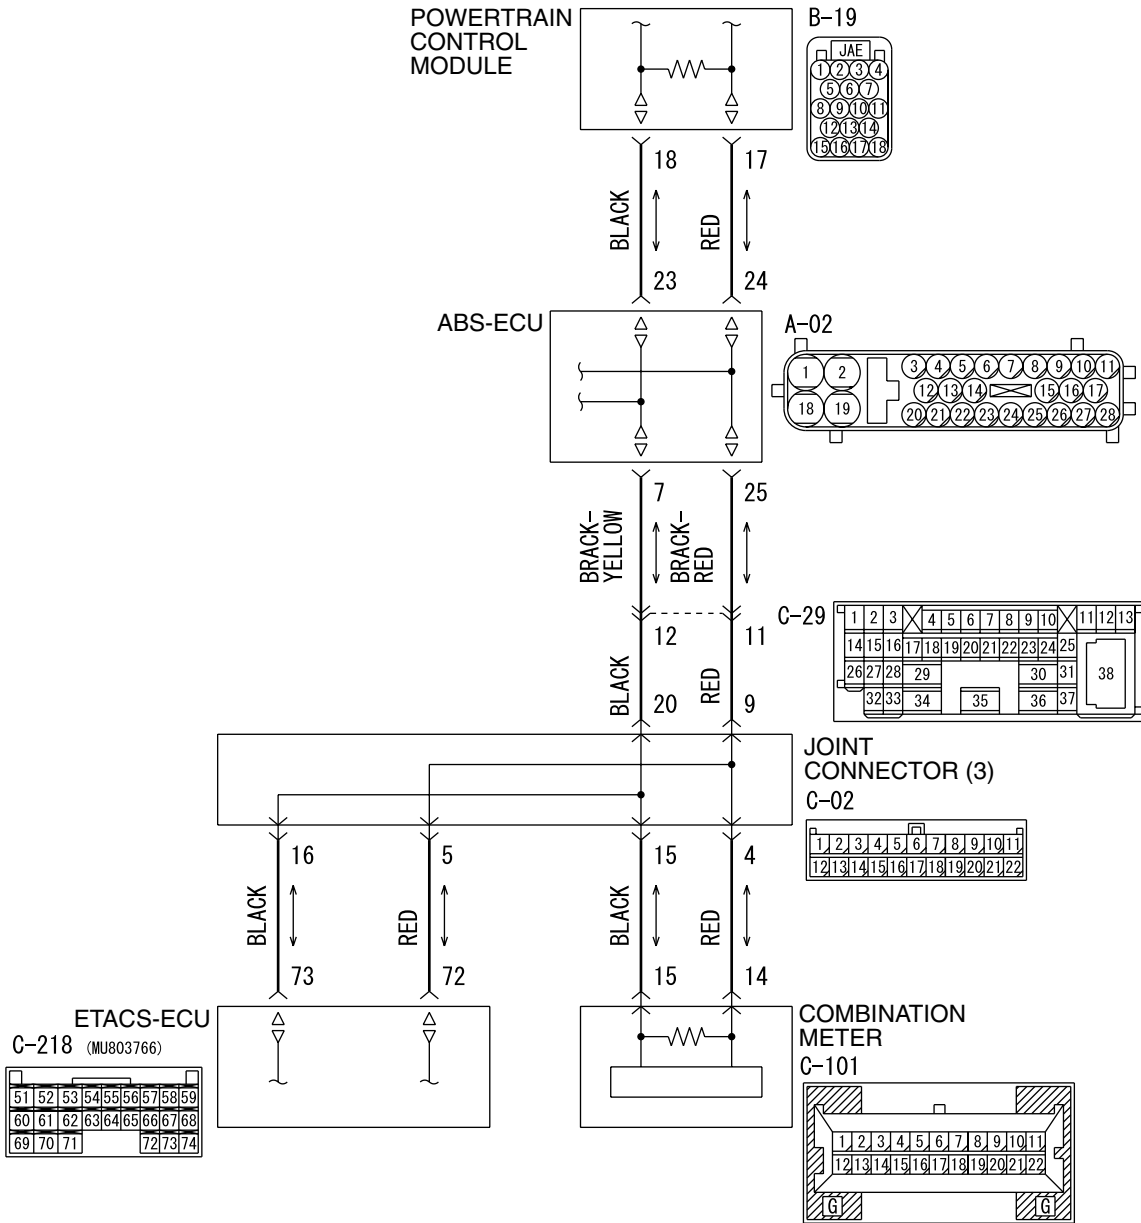 POWERTRAIN
CONTROL
MODULE
B-19
JAE
1 2 3 4
5 6 7
8 9 10 11
12 13 14
15 16 17 18
18 17
BLACK RED
23 24
ABS-ECU
A-02
1 2 3 4 5 6 7 8 9 10 11
12 13 14 15 16 17
18 19 20 21 22 23 24 25 26 27 28
7 25
BRACK-
YELLOW
BRACK-
RED
C-29
1 2 3 4 5 6 7 8 9 10 11 12 13
14 15 16 17 18 19 20 21 22 23 24 25
26 27 28 29 30 31 38
32 33 34 35 36 37
12 11
BLACK RED
20 9
JOINT
CONNECTOR (3)
C-02
1 2 3 4 5 6 7 8 9 10 11
12 13 14 15 16 17 18 19 20 21 22
16 5 15 4
BLACK RED BLACK RED
73 72 15 14
ETACS-ECU
C-218 (MU803766)
51 52 53 54 55 56 57 58 59
60 61 62 63 64 65 66 67 68
69 70 71 72 73 74
COMBINATION
METER
C-101
1 2 3 4 5 6 7 8 9 10 11
12 13 14 15 16 17 18 19 20 21 22
G G